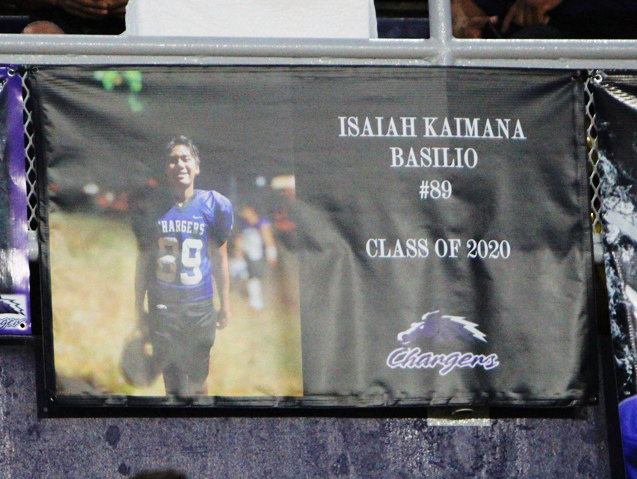 ISAIAH KAIMANA
BASILIO
#89
CLASS OF 2020
Chargers
CHARGERS
89